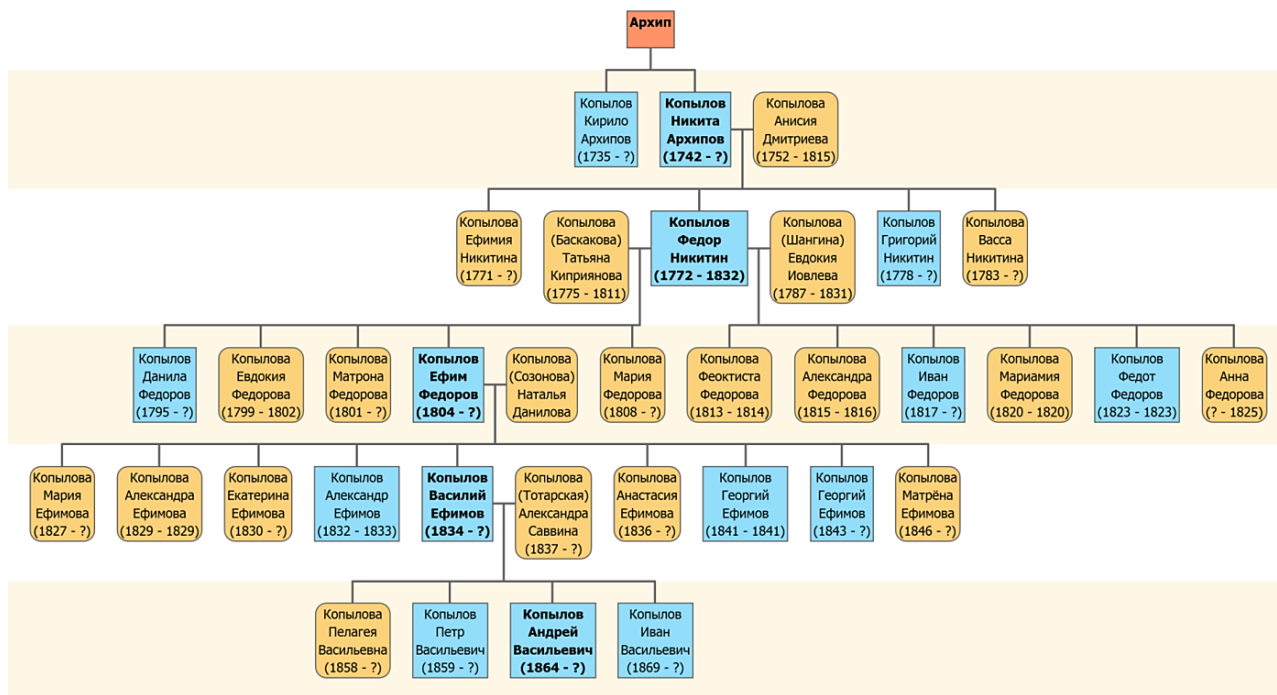 Архип
Копылов
Кирило
Архипов
(1735 - ?)
Копылов
Никита
Архипов
(1742 - ?)
Копылова
Анисия
Дмитриева
(1752 - 1815)
Копылова
Ефимия
Никитина
(1771 - ?)
Копылова
(Баскакова)
Татьяна
Киприянова
(1775 - 1811)
Копылов
Федор
Никитин
(1772 - 1832)
Копылова
(Шангина)
Евдокия
Иовлева
(1787 - 1831)
Копылов
Григорий
Никитин
(1778 - ?)
Копылова
Васса
Никитина
(1783 - ?)
Копылов
Данила
Федоров
(1795 - ?)
Копылова
Евдокия
Федорова
(1799 - 1802)
Копылова
Матрона
Федорова
(1801 - ?)
Копылов
Ефим
Федоров
(1804 - ?)
Копылова
(Созонова)
Наталья
Данилова
Копылова
Мария
Федорова
(1808 - ?)
Копылова
Феоктиста
Федорова
(1813 - 1814)
Копылова
Александра
Федорова
(1815 - 1816)
Копылов
Иван
Федоров
(1817 - ?)
Копылова
Мариамия
Федорова
(1820 - 1820)
Копылов
Федот
Федоров
(1823 - 1823)
Копылова
Анна
Федорова
(? - 1825)
Копылова
Мария
Ефимова
(1827 - ?)
Копылова
Александра
Ефимова
(1829 - 1829)
Копылова
Екатерина
Ефимова
(1830 - ?)
Копылов
Александр
Ефимов
(1832 - 1833)
Копылов
Василий
Ефимов
(1834 - ?)
Копылова
(Тотарская)
Александра
Саввина
(1837 - ?)
Копылова
Анастасия
Ефимова
(1836 - ?)
Копылов
Георгий
Ефимов
(1841 - 1841)
Копылов
Георгий
Ефимов
(1843 - ?)
Копылова
Матрёна
Ефимова
(1846 - ?)
Копылова
Пелагея
Васильевна
(1858 - ?)
Копылов
Петр
Васильевич
(1859 - ?)
Копылов
Андрей
Васильевич
(1864 - ?)
Копылов
Иван
Васильевич
(1869 - ?)